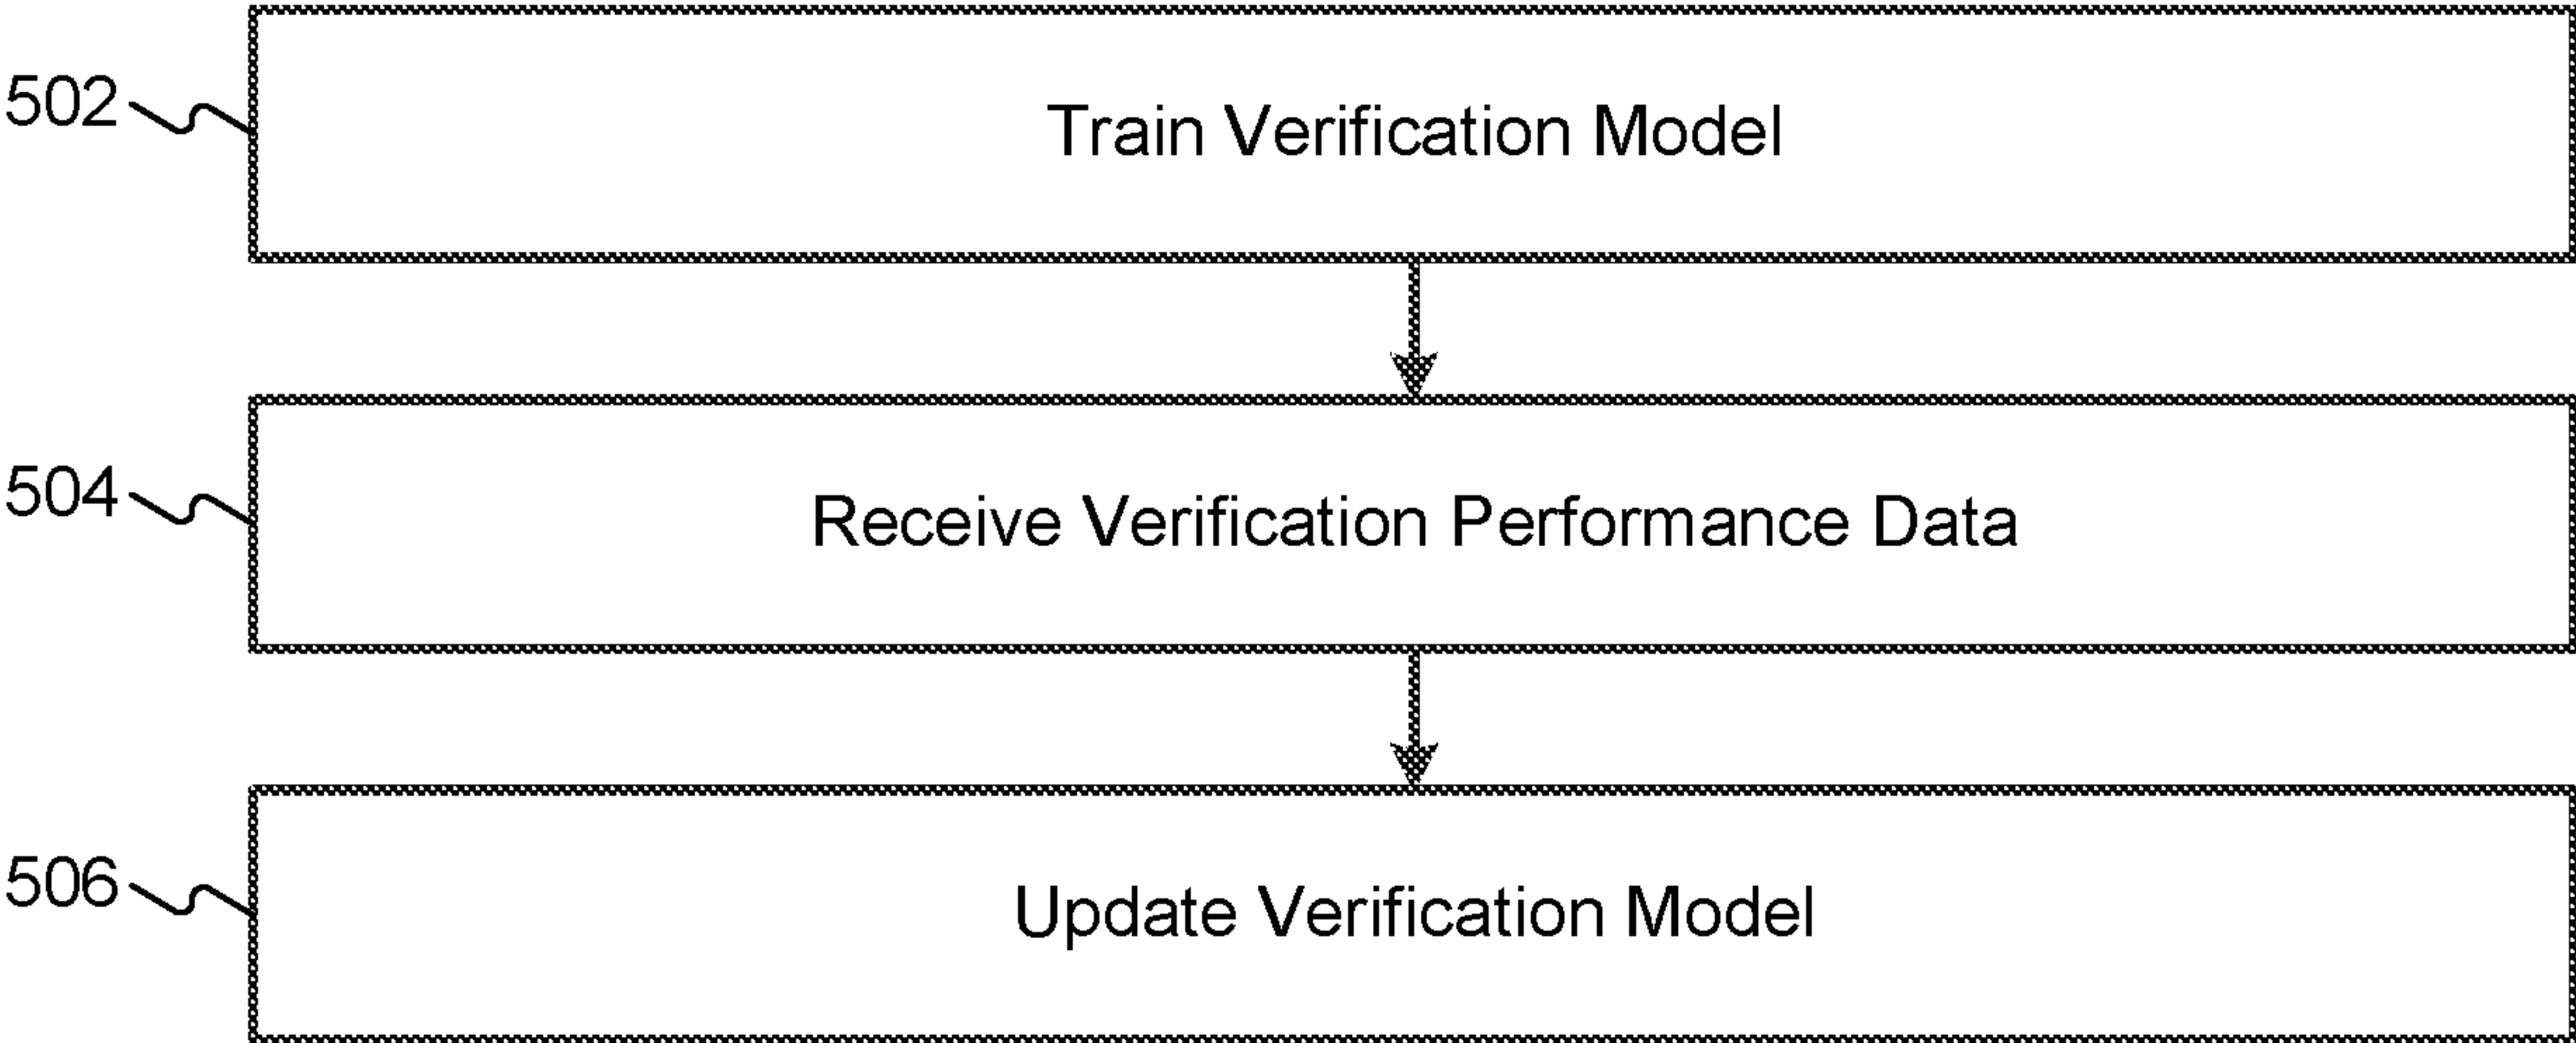 502
Train Verification Model
504
Receive Verification Performance Data
506
Update Verification Model